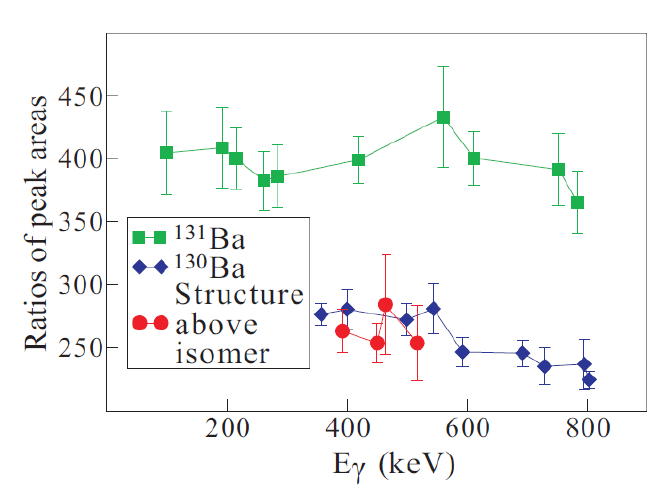 Ratios of peak areas
450
400
350
300
250
¹³¹Ba
¹³⁰Ba
Structure
above
isomer
200
400
600
800
Eγ (keV)